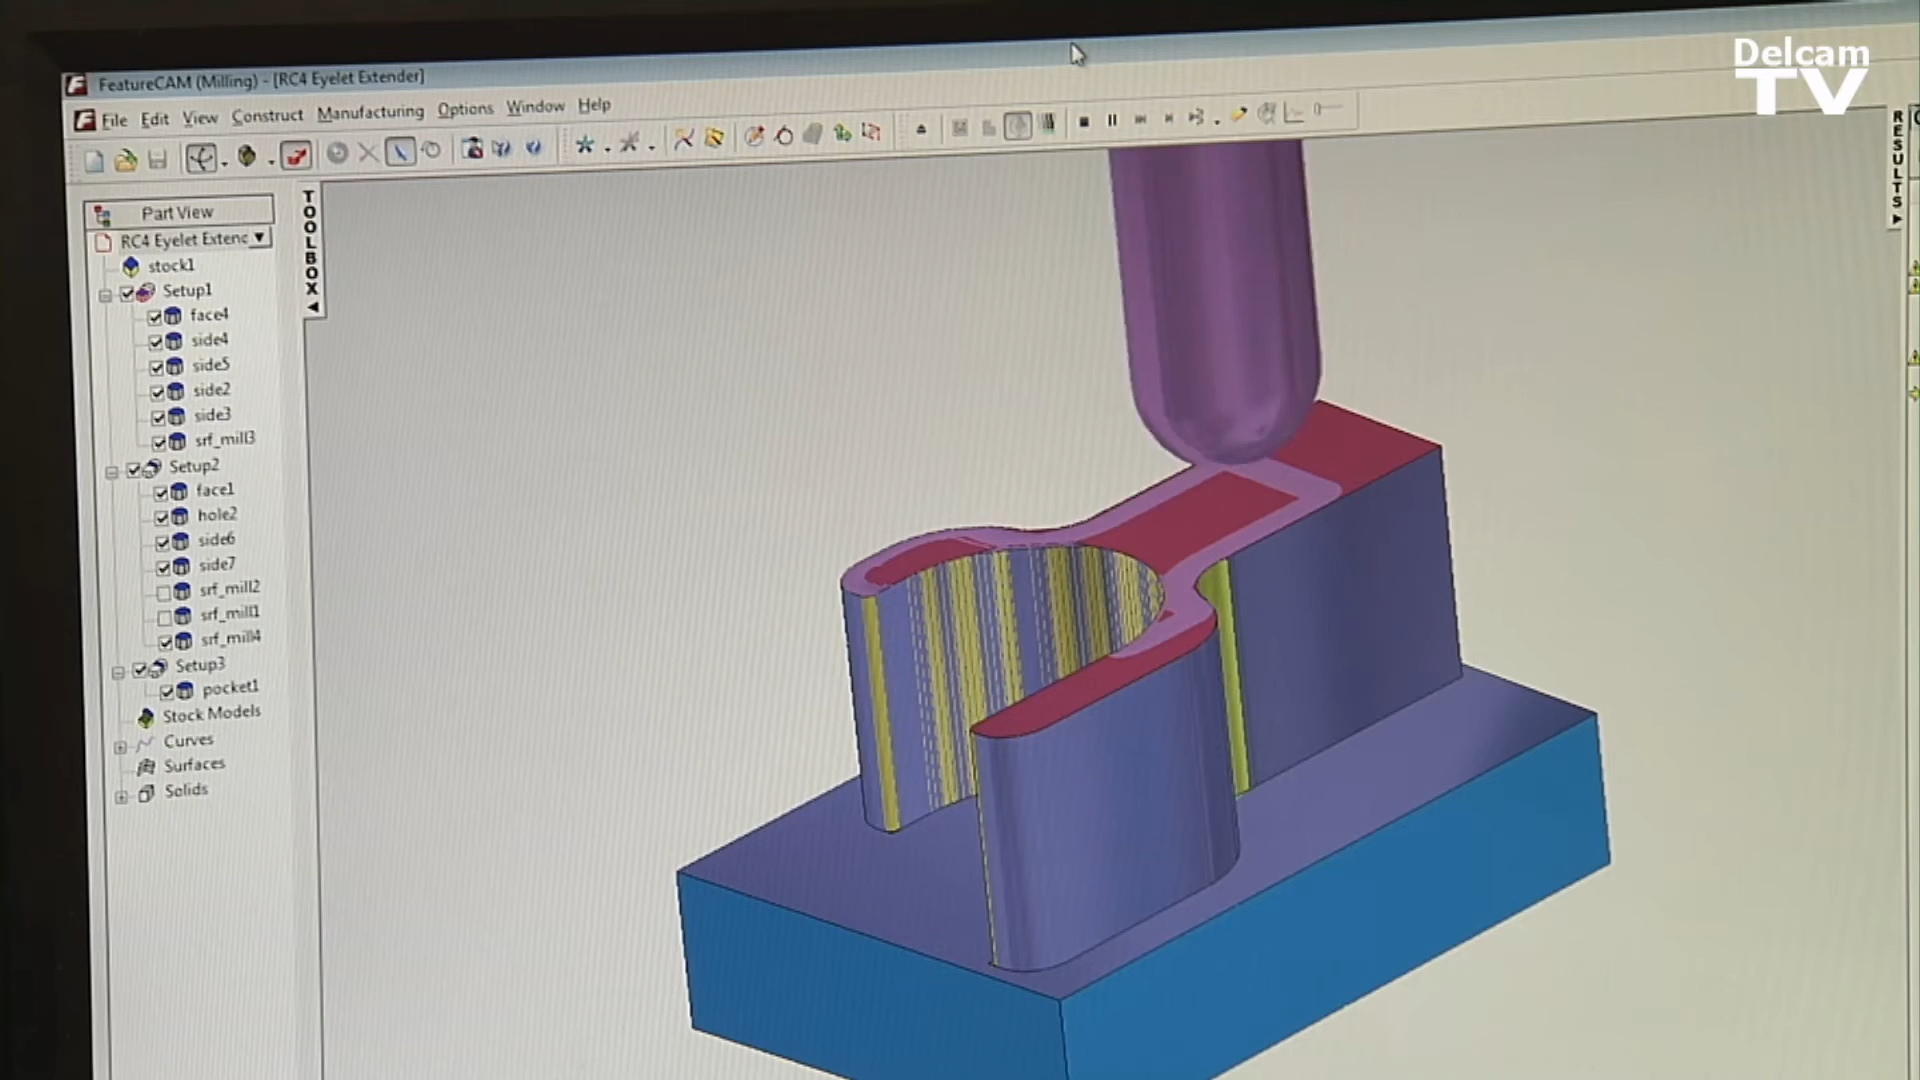 Delcam
TV
FeatureCAM (Milling) - [RC4 Eyelet Extender]
File Edit View Construct Manufacturing Options Window Help
Part View
RC4 Eyelet Extenc
stock1
Setup1
face4
side4
side5
side2
side3
srf_mill3
Setup2
face1
hole2
side6
side7
srf_mill2
srf_mill1
srf_mill4
Setup3
pocket1
Stock Models
Curves
Surfaces
Solids
TOOLBOX
RESULTS